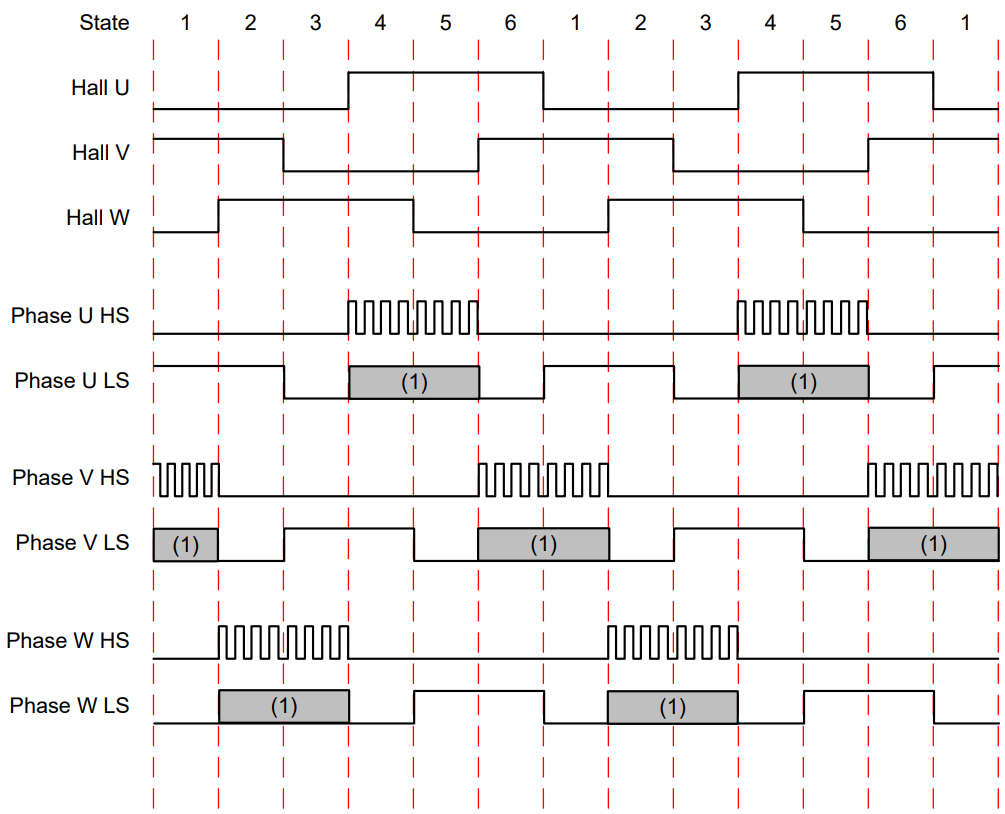 State 1 2 3 4 5 6 1 2 3 4 5 6 1
Hall U
Hall V
Hall W
Phase U HS
Phase U LS (1) (1)
Phase V HS
Phase V LS (1) (1) (1)
Phase W HS
Phase W LS (1) (1)